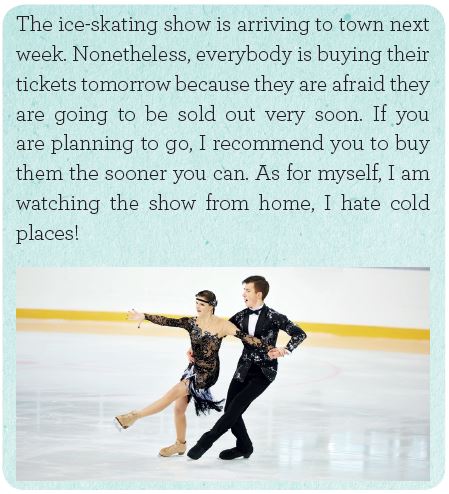 The ice-skating show is arriving to town next
week. Nonetheless, everybody is buying their
tickets tomorrow because they are afraid they
are going to be sold out very soon. If you
are planning to go, I recommend you to buy
them the sooner you can. As for myself, I am
watching the show from home, I hate cold
places!